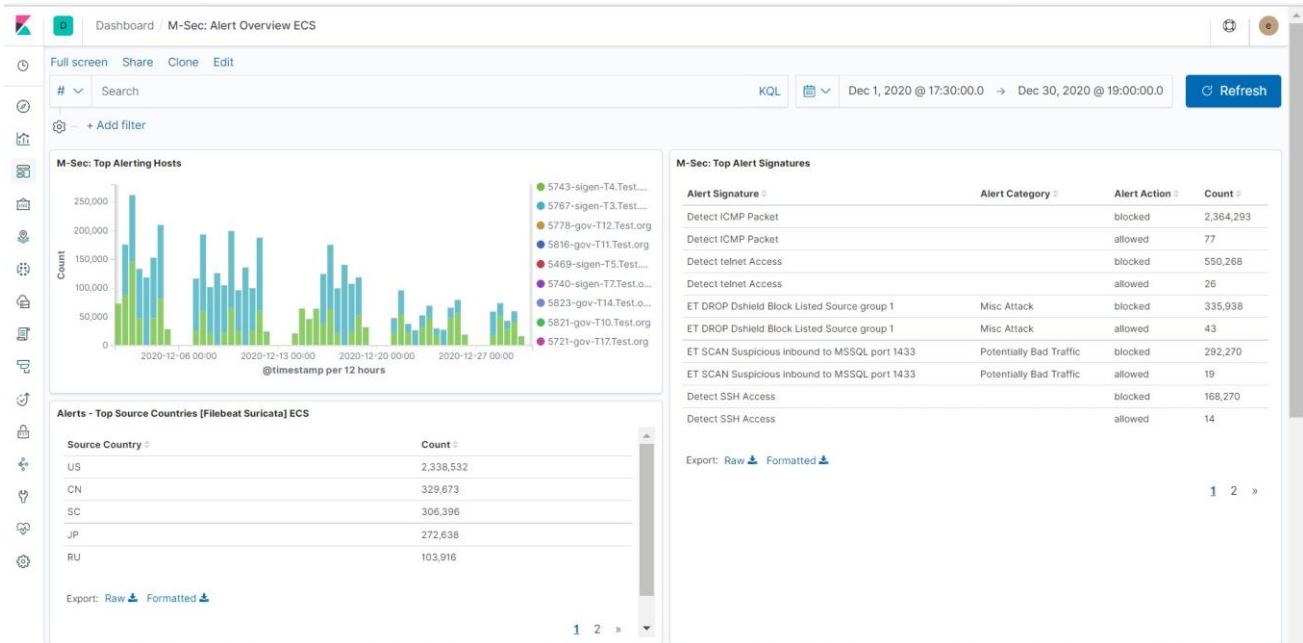 D Dashboard / M-Sec: Alert Overview ECS e
Full screen Share Clone Edit
# Search KQL Dec 1, 2020 @ 17:30:00.0 → Dec 30, 2020 @ 19:00:00.0 Refresh
+ Add filter
M-Sec: Top Alerting Hosts
250,000
200,000
150,000
100,000
50,000
0
Count
2020-12-06 00:00 2020-12-13 00:00 2020-12-20 00:00 2020-12-27 00:00
@timestamp per 12 hours
5743-sigen-T4.Test....
5767-sigen-T3.Test....
5778-gov-T12.Test.org
5816-gov-T11.Test.org
5469-sigen-T5.Test....
5740-sigen-T7.Test.o...
5823-gov-T14.Test.o...
5821-gov-T10.Test.org
5721-gov-T17.Test.org
Alerts - Top Source Countries [Filebeat Suricata] ECS
Source Country Count
US 2,338,532
CN 329,673
SC 306,396
JP 272,638
RU 103,916
Export: Raw Formatted
1 2 »
M-Sec: Top Alert Signatures
Alert Signature Alert Category Alert Action Count
Detect ICMP Packet blocked 2,364,293
Detect ICMP Packet allowed 77
Detect telnet Access blocked 550,268
Detect telnet Access allowed 26
ET DROP Dshield Block Listed Source group 1 Misc Attack blocked 335,938
ET DROP Dshield Block Listed Source group 1 Misc Attack allowed 43
ET SCAN Suspicious inbound to MSSQL port 1433 Potentially Bad Traffic blocked 292,270
ET SCAN Suspicious inbound to MSSQL port 1433 Potentially Bad Traffic allowed 19
Detect SSH Access blocked 168,270
Detect SSH Access allowed 14
Export: Raw Formatted
1 2 »